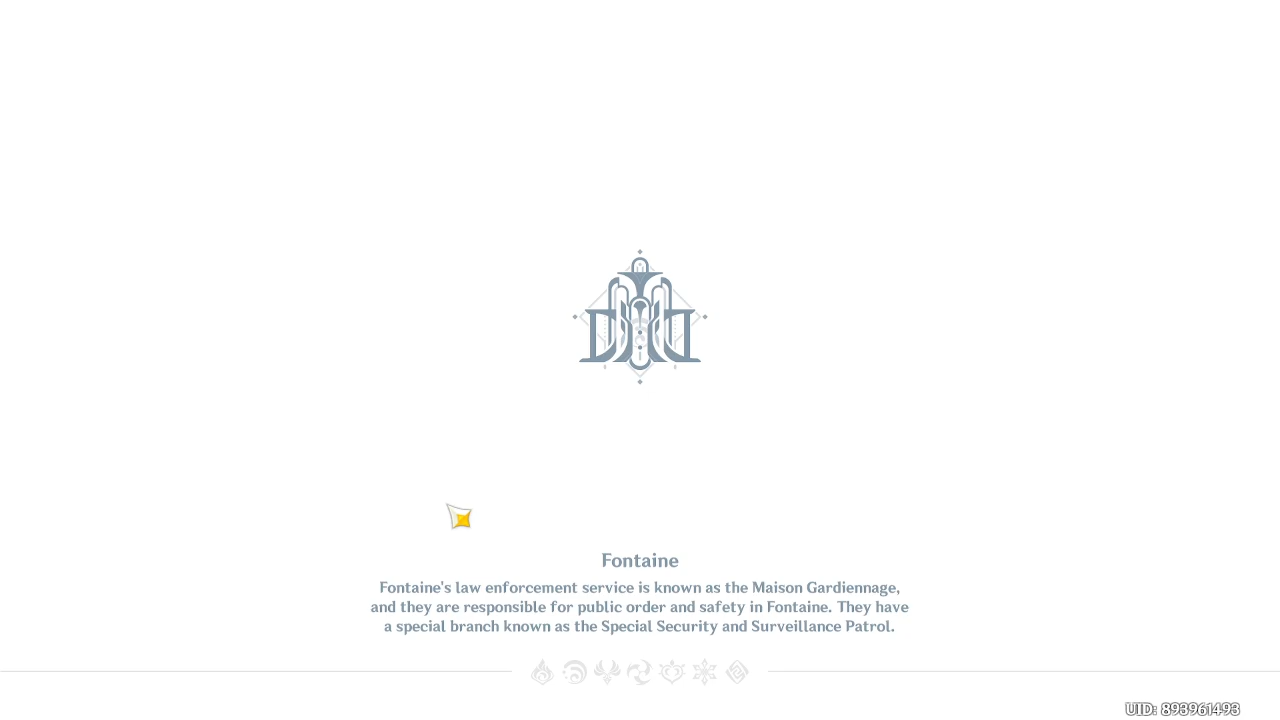 Fontaine
Fontaine's law enforcement service is known as the Maison Gardiennage,
and they are responsible for public order and safety in Fontaine. They have
a special branch known as the Special Security and Surveillance Patrol.
UID: 893961493